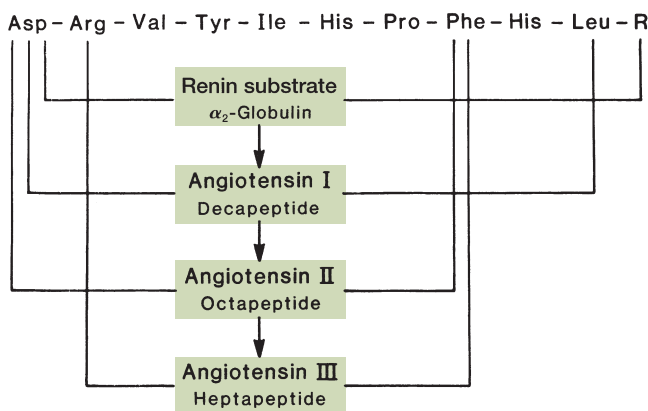 Asp – Arg – Val – Tyr – Ile – His – Pro – Phe – His – Leu – R
Renin substrate
α₂-Globulin
Angiotensin I
Decapeptide
Angiotensin II
Octapeptide
Angiotensin III
Heptapeptide